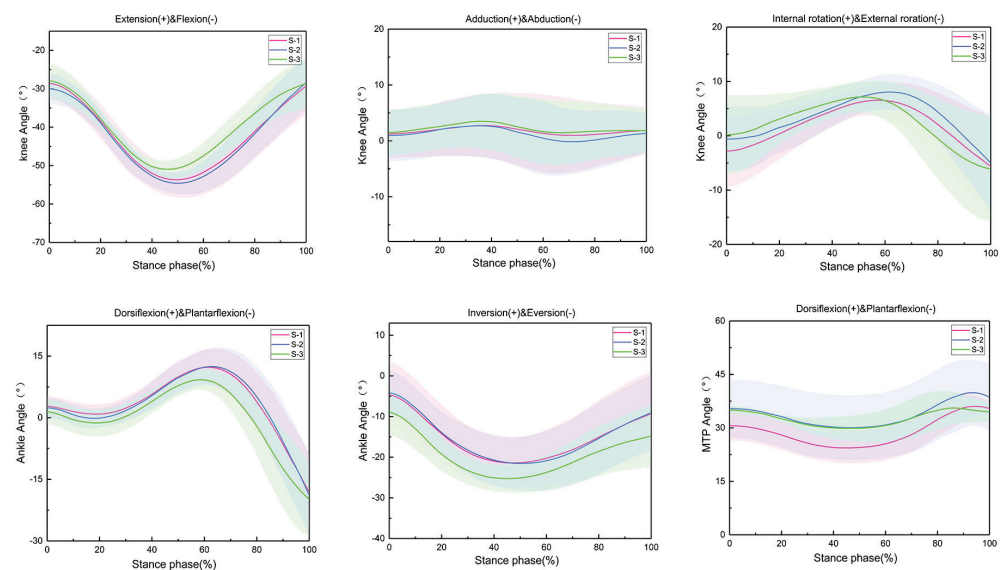 Extension(+)&Flexion(-)
S-1
S-2
S-3
knee Angle (°)
-20
-30
-40
-50
-60
-70
0
20
40
60
80
100
Stance phase(%)
Adduction(+)&Abduction(-)
S-1
S-2
S-3
Knee Angle (°)
20
10
0
-10
0
20
40
60
80
100
Stance phase(%)
Internal rotation(+)&External roration(-)
S-1
S-2
S-3
Knee Angle (°)
20
10
0
-10
-20
0
20
40
60
80
100
Stance phase(%)
Dorsiflexion(+)&Plantarflexion(-)
S-1
S-2
S-3
Ankle Angle (°)
15
0
-15
-30
0
20
40
60
80
100
Stance phase(%)
Inversion(+)&Eversion(-)
S-1
S-2
S-3
Ankle Angle (°)
10
0
-10
-20
-30
-40
0
20
40
60
80
100
Stance phase(%)
Dorsiflexion(+)&Plantarflexion(-)
S-1
S-2
S-3
MTP Angle (°)
60
45
30
15
0
0
20
40
60
80
100
Stance phase(%)